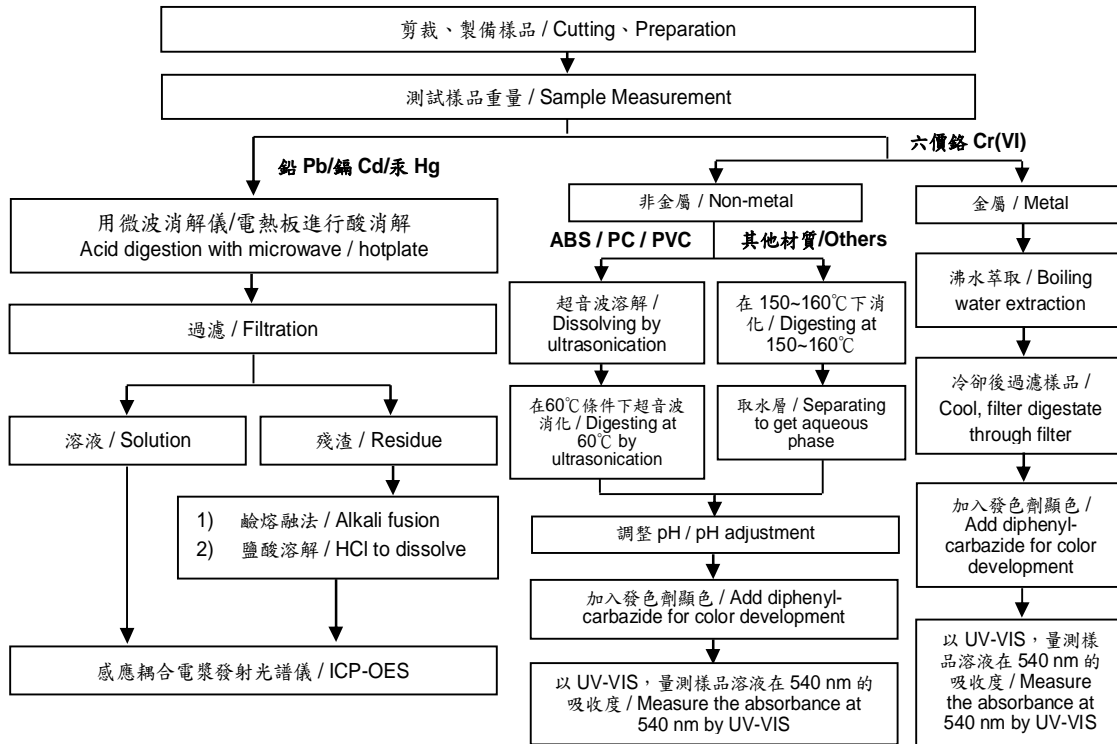 剪裁、製備樣品 / Cutting、Preparation
測試樣品重量 / Sample Measurement
鉛 Pb/鎘 Cd/汞 Hg
六價鉻 Cr(VI)
用微波消解儀/電熱板進行酸消解
Acid digestion with microwave / hotplate
過濾 / Filtration
溶液 / Solution
殘渣 / Residue
1) 鹼熔融法 / Alkali fusion
2) 鹽酸溶解 / HCl to dissolve
感應耦合電漿發射光譜儀 / ICP-OES
非金屬 / Non-metal
ABS / PC / PVC
其他材質/Others
超音波溶解 /
Dissolving by
ultrasonication
在60℃條件下超音波
消化 / Digesting at
60℃ by
ultrasonication
在 150~160℃下消
化 / Digesting at
150~160℃
取水層 / Separating
to get aqueous
phase
調整 pH / pH adjustment
加入發色劑顯色 / Add diphenyl-
carbazide for color development
以 UV-VIS，量測樣品溶液在 540 nm 的
吸收度 / Measure the absorbance at
540 nm by UV-VIS
金屬 / Metal
沸水萃取 / Boiling
water extraction
冷卻後過濾樣品 /
Cool, filter digestate
through filter
加入發色劑顯色 /
Add diphenyl-
carbazide for color
development
以 UV-VIS，量測樣
品溶液在 540 nm 的
吸收度 / Measure
the absorbance at
540 nm by UV-VIS